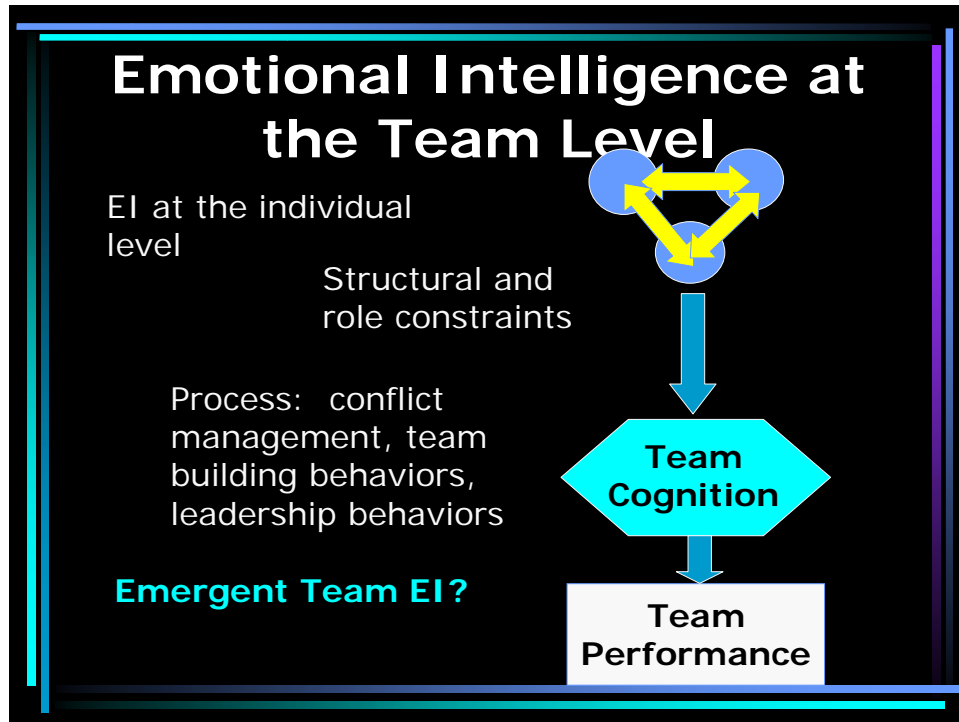 Emotional Intelligence at
the Team Level
EI at the individual
level
Structural and
role constraints
Process: conflict
management, team
building behaviors,
leadership behaviors
Emergent Team EI?
Team
Cognition
Team
Performance